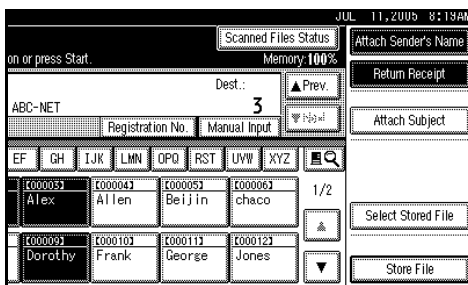 JUL 11,2005 8:19AM
Scanned Files Status
Attach Sender's Name
on or press Start.
Memory:100%
Return Receipt
Dest.:
▲Prev.
ABC-NET
3
Attach Subject
Registration No.
Manual Input
EF GH IJK LMN OPQ RST UVW XYZ
[00003] [00004] [00005] [00006]
Alex Allen Beijin chaco
1/2
Select Stored File
[00009] [00010] [00011] [00012]
Dorothy Frank George Jones
▼
Store File